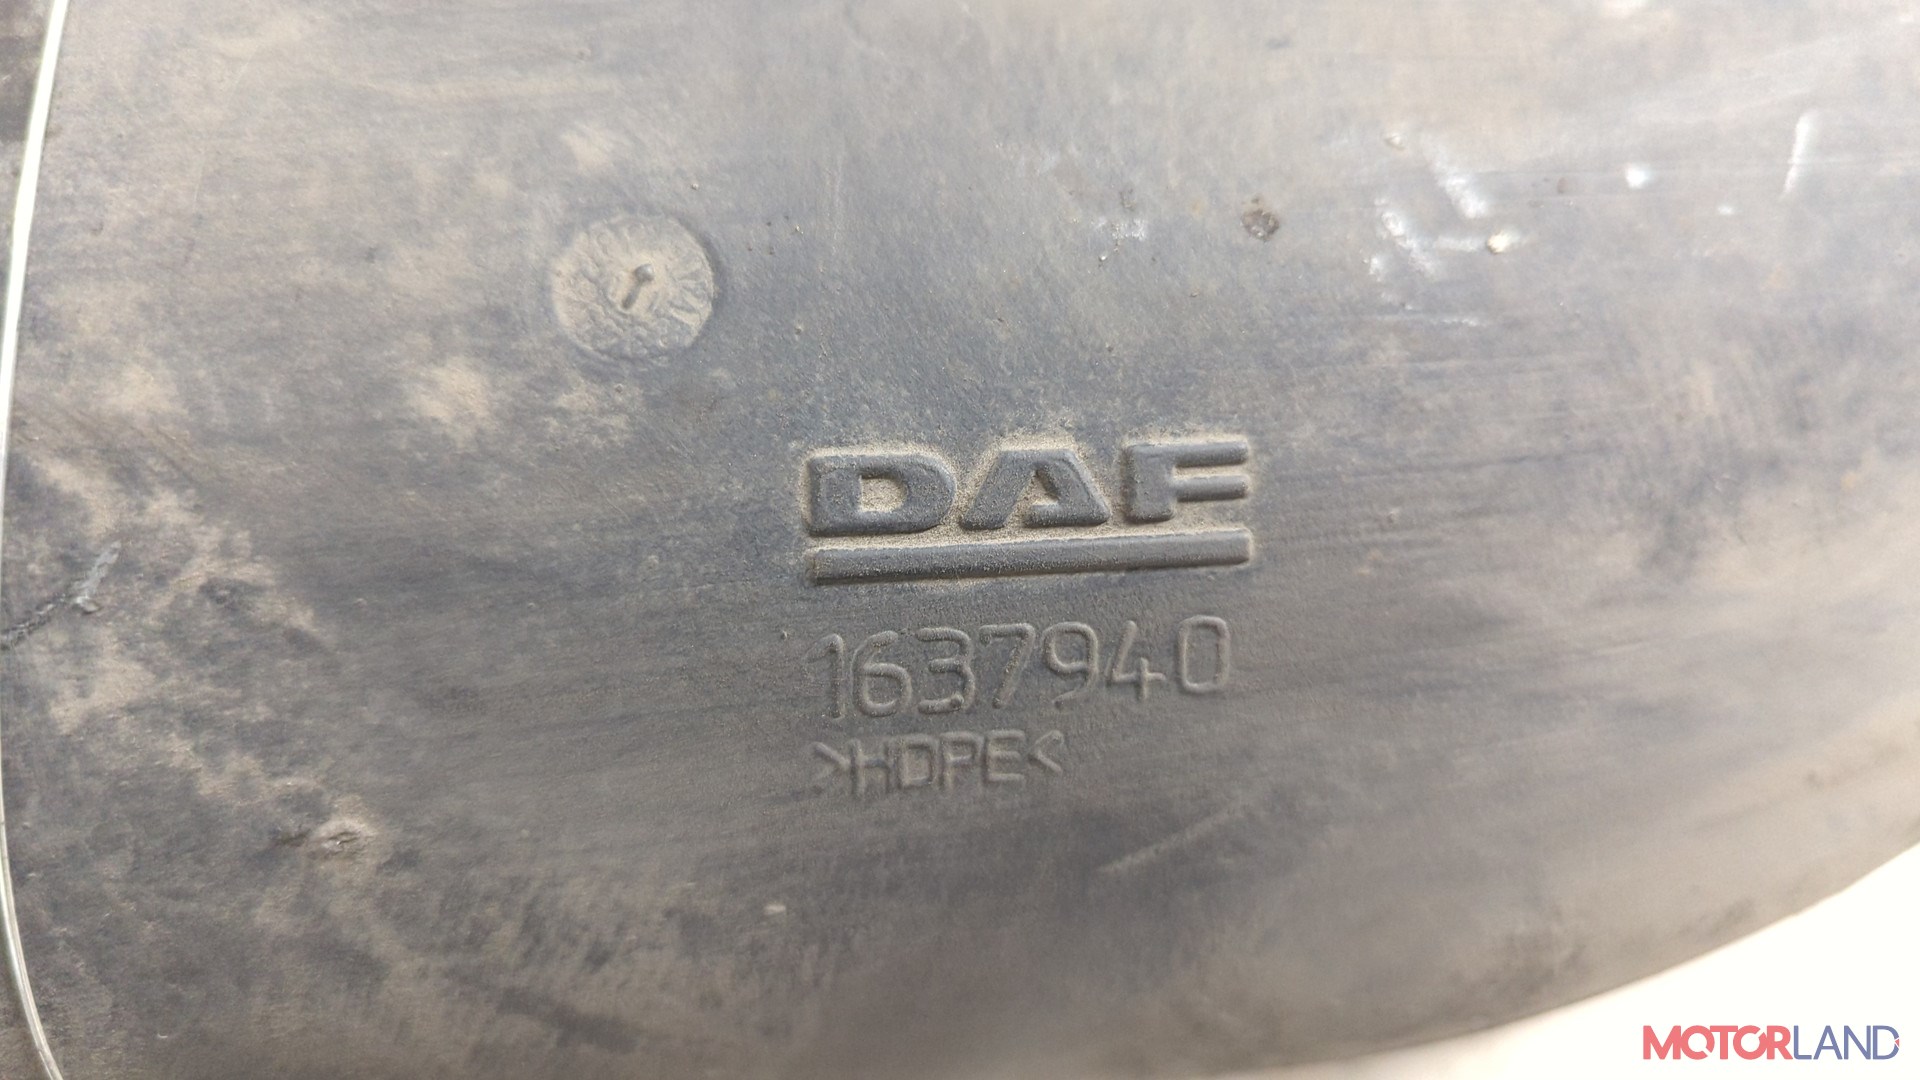 DAF
1637940
>HDPE<
MOTORLAND